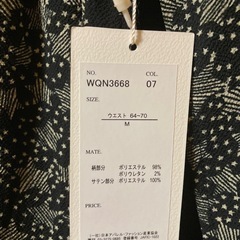 NO. COL.
WQN3668 07
SIZE.
ウエスト 64-70
M
MATE.
柄部分 ポリエステル 98%
ポリウレタン 2%
サテン部分 ポリエステル 100%
PRICE.